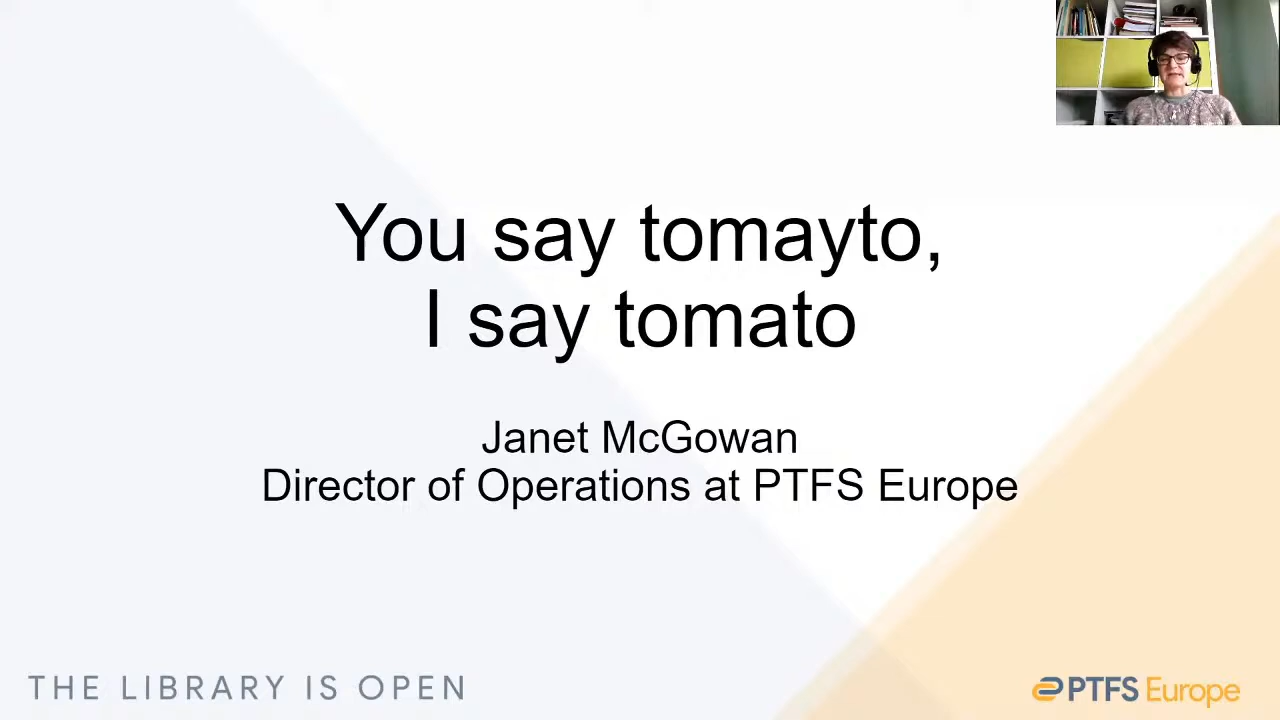 You say tomayto,
I say tomato
Janet McGowan
Director of Operations at PTFS Europe
THE LIBRARY IS OPEN
PTFS Europe